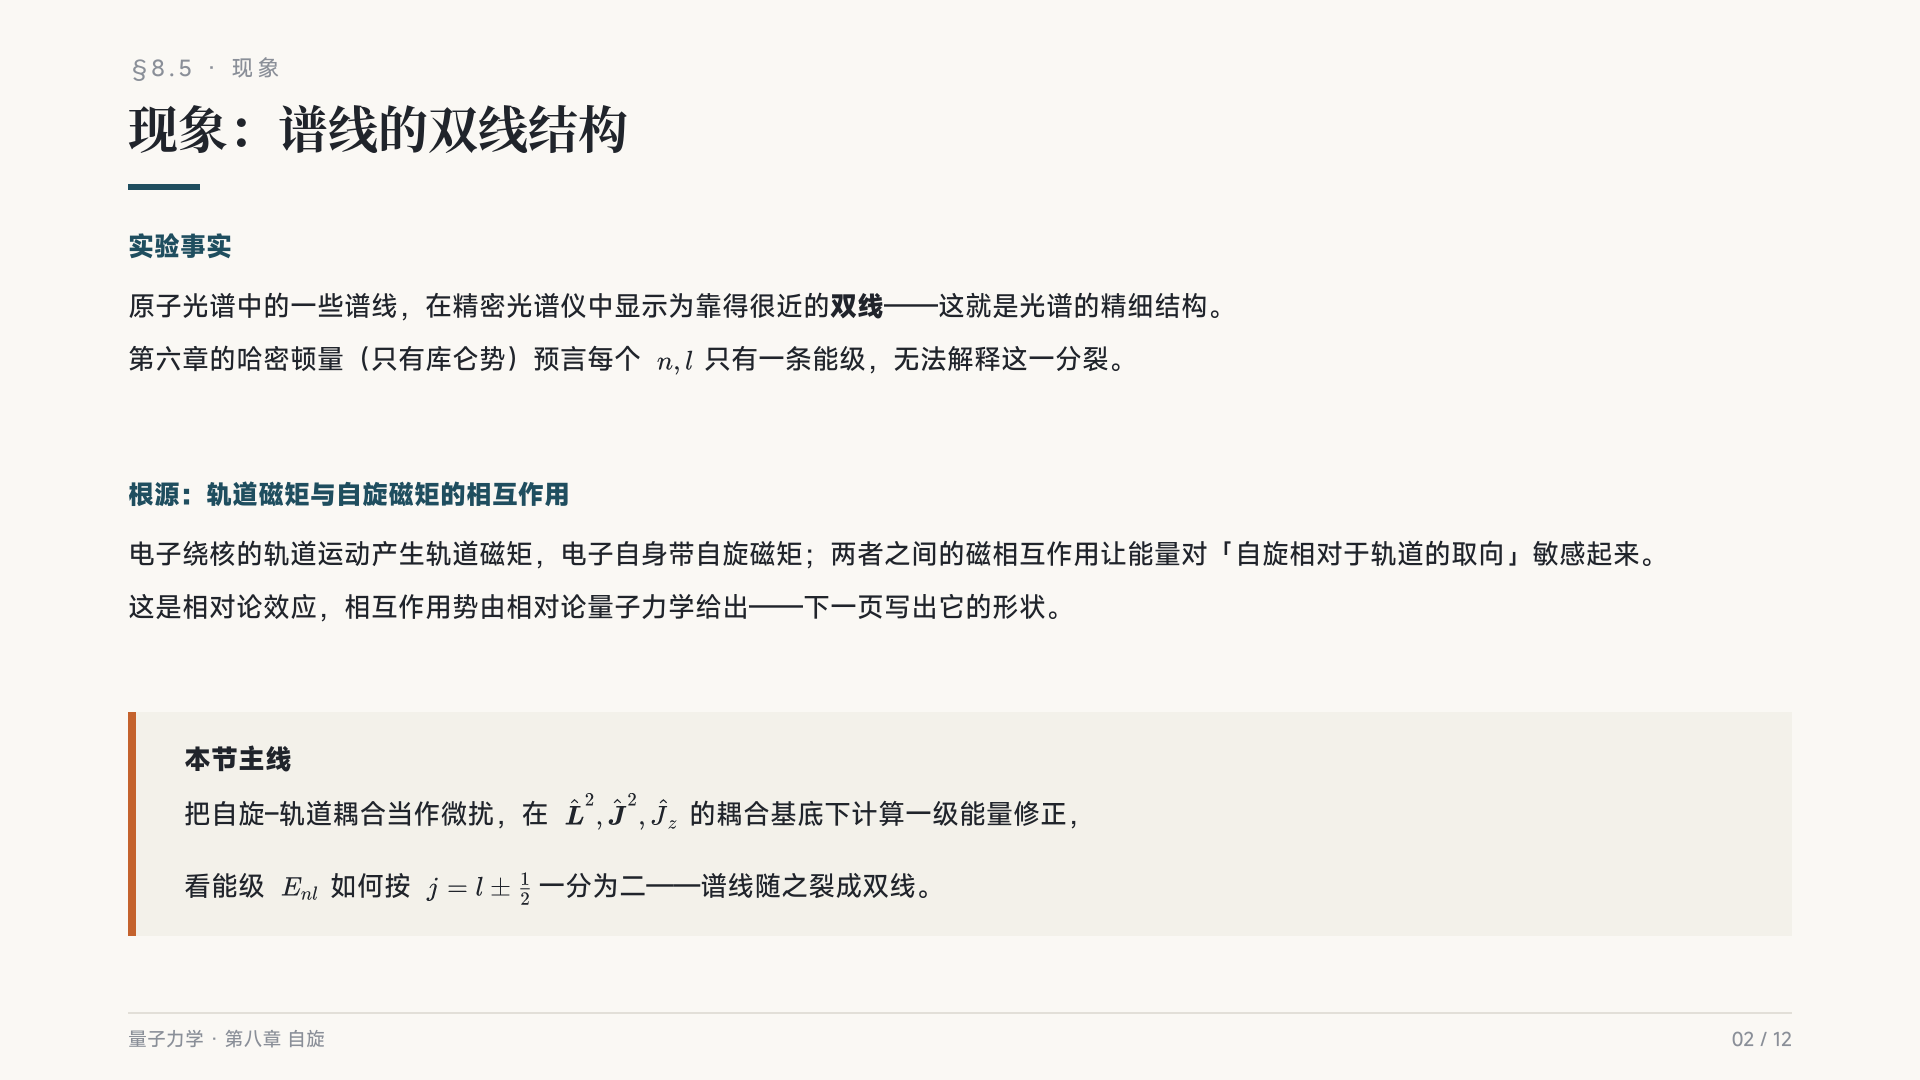 §8.5 · 现象
现象：谱线的双线结构
实验事实
原子光谱中的一些谱线，在精密光谱仪中显示为靠得很近的双线——这就是光谱的精细结构。
第六章的哈密顿量（只有库仑势）预言每个 $n, l$ 只有一条能级，无法解释这一分裂。
根源：轨道磁矩与自旋磁矩的相互作用
电子绕核的轨道运动产生轨道磁矩，电子自身带自旋磁矩；两者之间的磁相互作用让能量对「自旋相对于轨道的取向」敏感起来。
这是相对论效应，相互作用势由相对论量子力学给出——下一页写出它的形状。
本节主线
把自旋–轨道耦合当作微扰，在 $\hat{\boldsymbol{L}}^2, \hat{\boldsymbol{J}}^2, \hat{J}_z$ 的耦合基底下计算一级能量修正，
看能级 $E_{nl}$ 如何按 $j = l \pm \frac{1}{2}$ 一分为二——谱线随之裂成双线。
量子力学 · 第八章 自旋
02 / 12